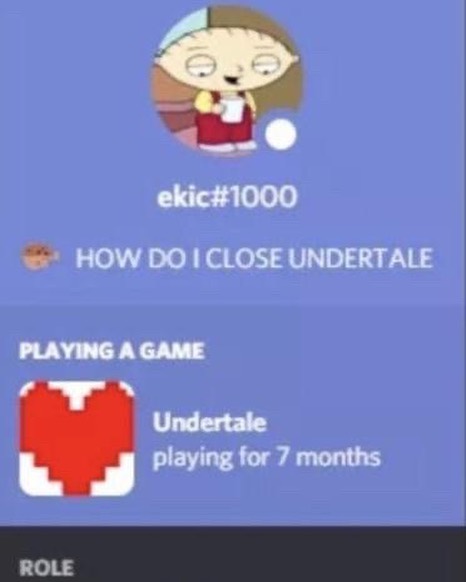 ekic#1000
HOW DO I CLOSE UNDERTALE
PLAYING A GAME
Undertale
playing for 7 months
ROLE